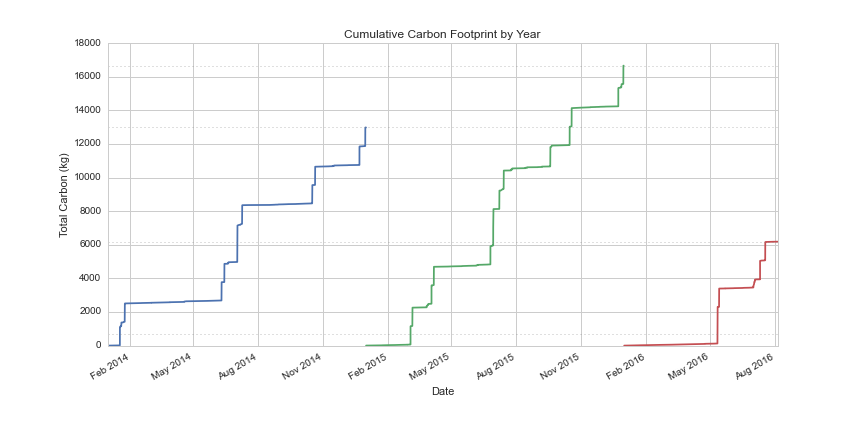 Cumulative Carbon Footprint by Year
18000
16000
14000
12000
10000
8000
6000
4000
2000
0
Total Carbon (kg)
Feb 2014
May 2014
Aug 2014
Nov 2014
Feb 2015
May 2015
Aug 2015
Nov 2015
Feb 2016
May 2016
Aug 2016
Date